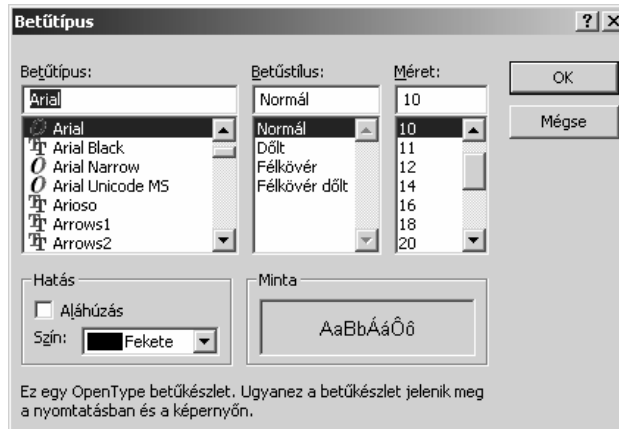 Betűtípus
Betűtípus:
Arial
Arial
Arial Black
Arial Narrow
Arial Unicode MS
Arioso
Arrows1
Arrows2
Betűstílus:
Normál
Normál
Dőlt
Félkövér
Félkövér dőlt
Méret:
10
10
11
12
14
16
18
20
OK
Mégse
Hatás
Aláhúzás
Szín:
Fekete
Minta
AaBbÁáÔô
Ez egy OpenType betűkészlet. Ugyanez a betűkészlet jelenik meg
a nyomtatásban és a képernyőn.